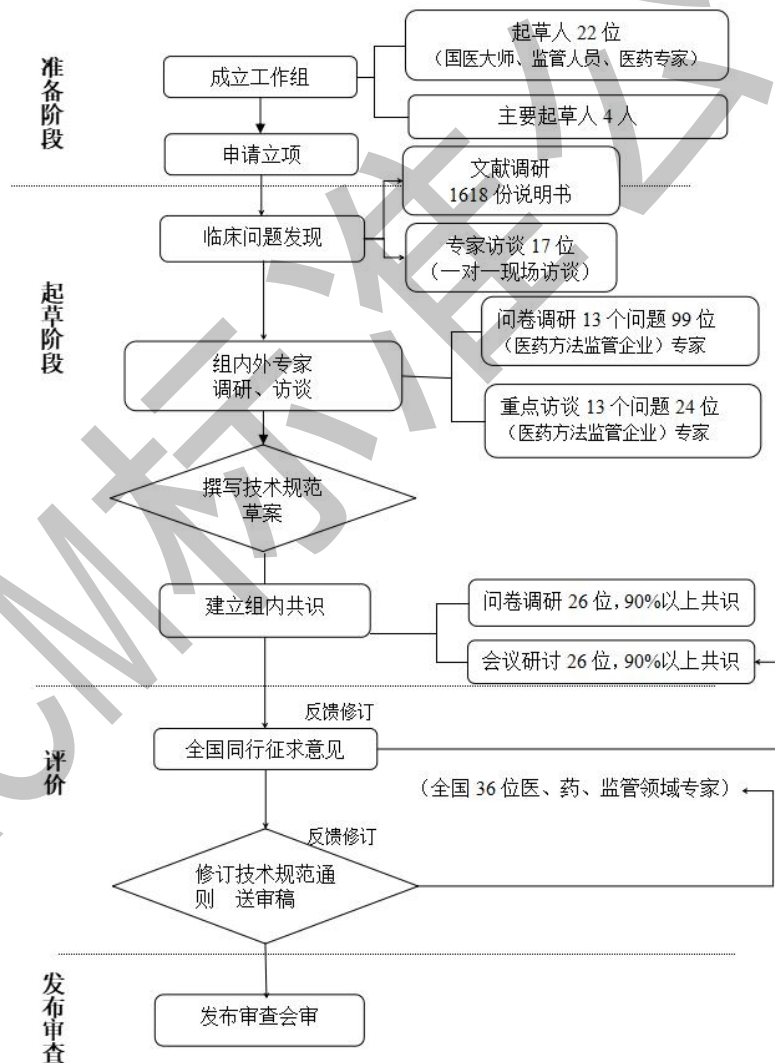 准备阶段
成立工作组
起草人 22 位
（国医大师、监管人员、医药专家）
主要起草人 4 人
申请立项
起草阶段
临床问题发现
文献调研
1618 份说明书
专家访谈 17 位
（一对一现场访谈）
组内外专家
调研、访谈
问卷调研 13 个问题 99 位
（医药方法监管企业）专家
重点访谈 13 个问题 24 位
（医药方法监管企业）专家
撰写技术规范
草案
建立组内共识
问卷调研 26 位，90%以上共识
会议研讨 26 位，90%以上共识
评价
反馈修订
全国同行征求意见
（全国 36 位医、药、监管领域专家）
反馈修订
修订技术规范通
则 送审稿
发布审查
发布审查会审
CM标准公